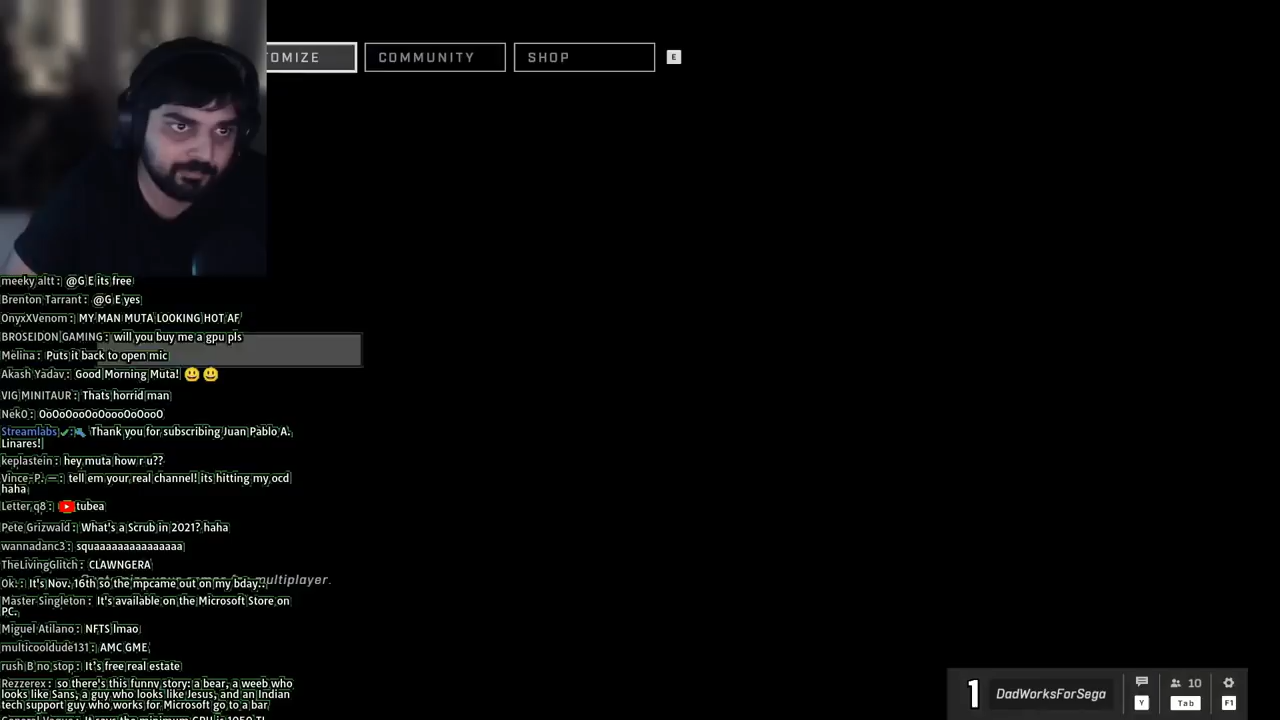 TOMIZE
COMMUNITY
SHOP
E
meeky altt: @G E its free
Brenton Tarrant: @G E yes
OnyxXVenom: MY MAN MUTA LOOKING HOT AF
BROSEIDON GAMING: will you buy me a gpu pls
Melina: Puts it back to open mic
Akash Yadav: Good Morning Muta! 😃 😃
VIG MINITAUR: Thats horrid man
Streamlabs ✓: Thank you for subscribing Juan Pablo A.
Linares!
keplastein: hey muta how r u??
Vince-P. —: tell em your real channel! its hitting my ocd
haha
Letter q8: tubea
Pete Grizwald: What's a Scrub in 2021? haha
wannadanc3: squaaaaaaaaaaaaaaa
TheLivingGlitch: CLAWNGERA
Ok.: It's Nov. 16th so the mpcame out on my bday..
multiplayer.
Master Singleton: It's available on the Microsoft Store on
PC.
Miguel Atilano: NFTS lmao
multicooldude131: AMC GME
rush B no stop: It's free real estate
Rezzerex: so there's this funny story: a bear, a weeb who
looks like Sans, a guy who looks like Jesus, and an Indian
tech support guy who works for Microsoft go to a bar
1
DadWorksForSega
Y
10
Tab
F1